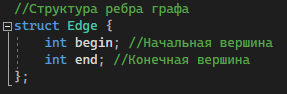 //Структура ребра графа
struct Edge {
    int begin; //Начальная вершина
    int end; //Конечная вершина
};